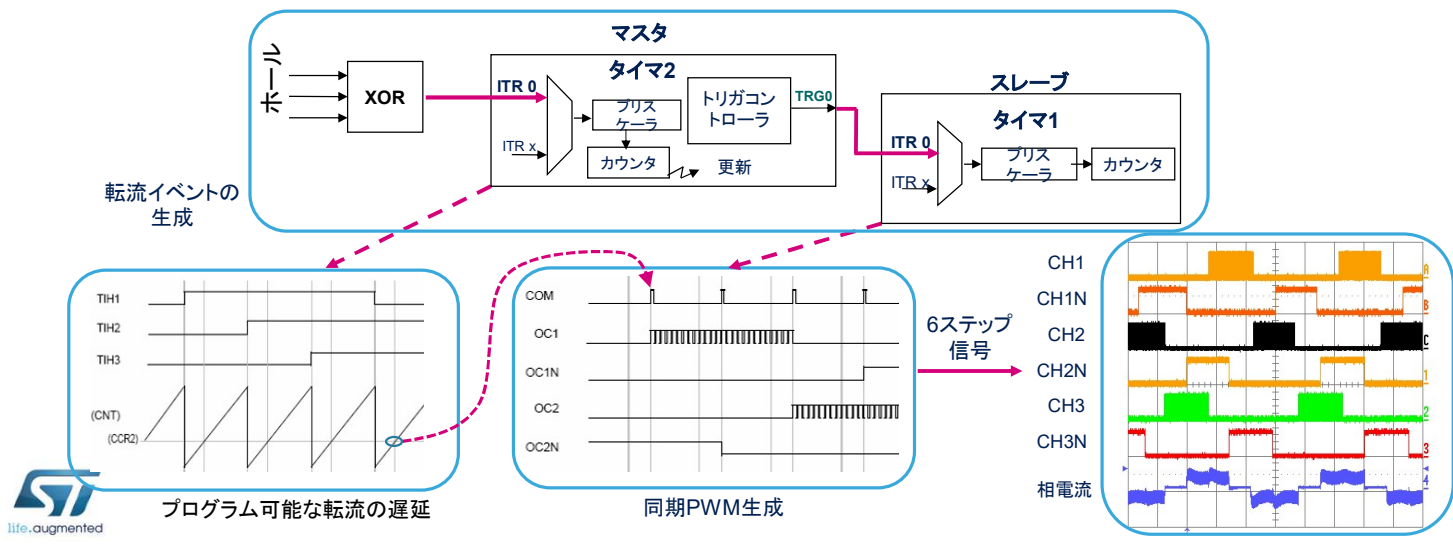 マスタ
ホール
XOR
ITR 0
ITR x
タイマ2
プリス
ケーラ
カウンタ
更新
トリガコン
トローラ
TRG0
スレーブ
タイマ1
ITR 0
ITR x
プリス
ケーラ
カウンタ
転流イベントの
生成
TIH1
TIH2
TIH3
(CNT)
(CCR2)
プログラム可能な転流の遅延
COM
OC1
OC1N
OC2
OC2N
同期PWM生成
6ステップ
信号
CH1
CH1N
CH2
CH2N
CH3
CH3N
相電流
A
B
C
1
2
3
4
ST
life.augmented